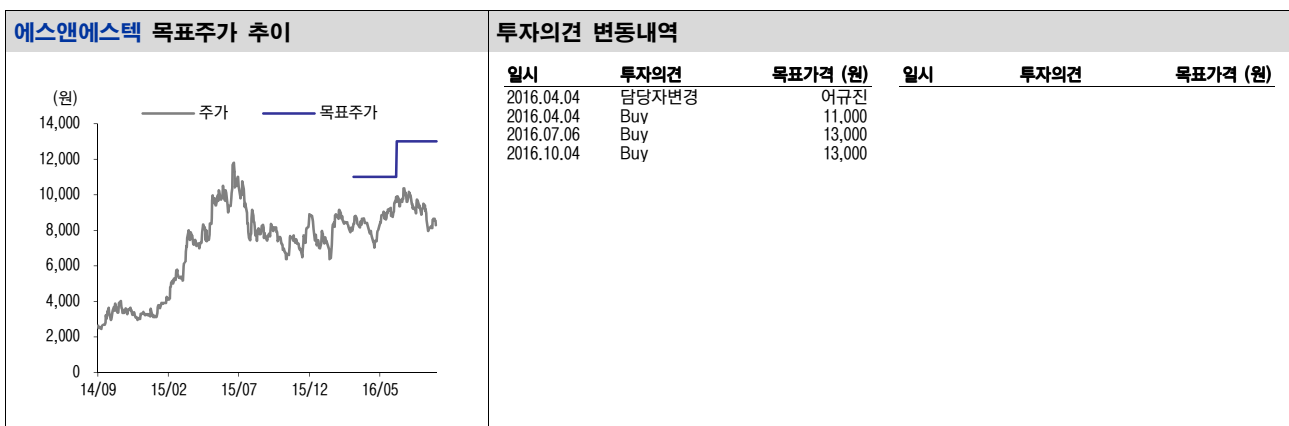 에스앤에스텍 목표주가 추이
투자의견 변동내역
(원)
주가
목표주가
14,000
12,000
10,000
8,000
6,000
4,000
2,000
0
14/09 15/02 15/07 15/12 16/05
일시 투자의견 목표가격 (원) 일시 투자의견 목표가격 (원)
2016.04.04 담당자변경 어규진
2016.04.04 Buy 11,000
2016.07.06 Buy 13,000
2016.10.04 Buy 13,000